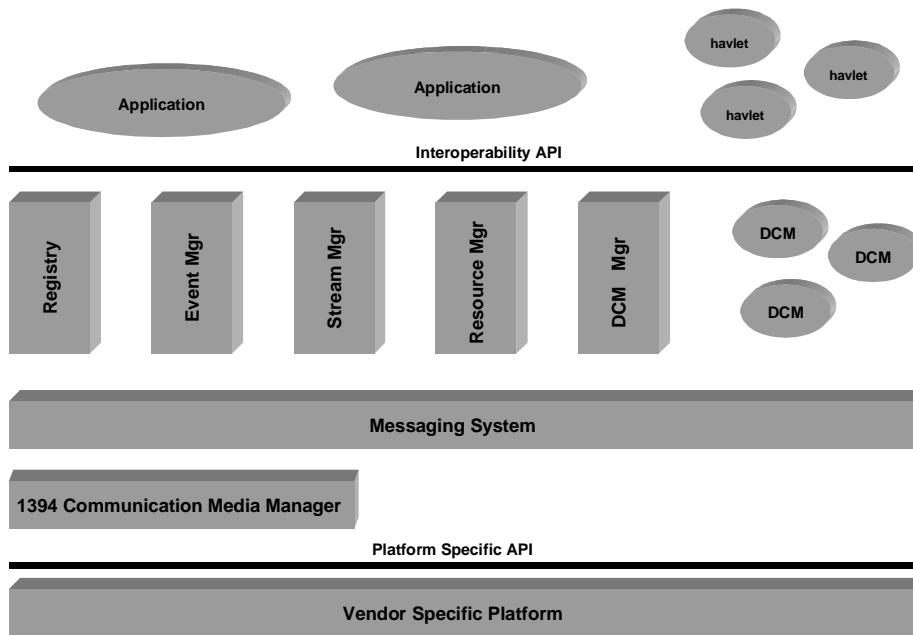 Application
Application
havlet
havlet
havlet
Interoperability API
Registry
Event Mgr
Stream Mgr
Resource Mgr
DCM Mgr
DCM
DCM
DCM
Messaging System
1394 Communication Media Manager
Platform Specific API
Vendor Specific Platform